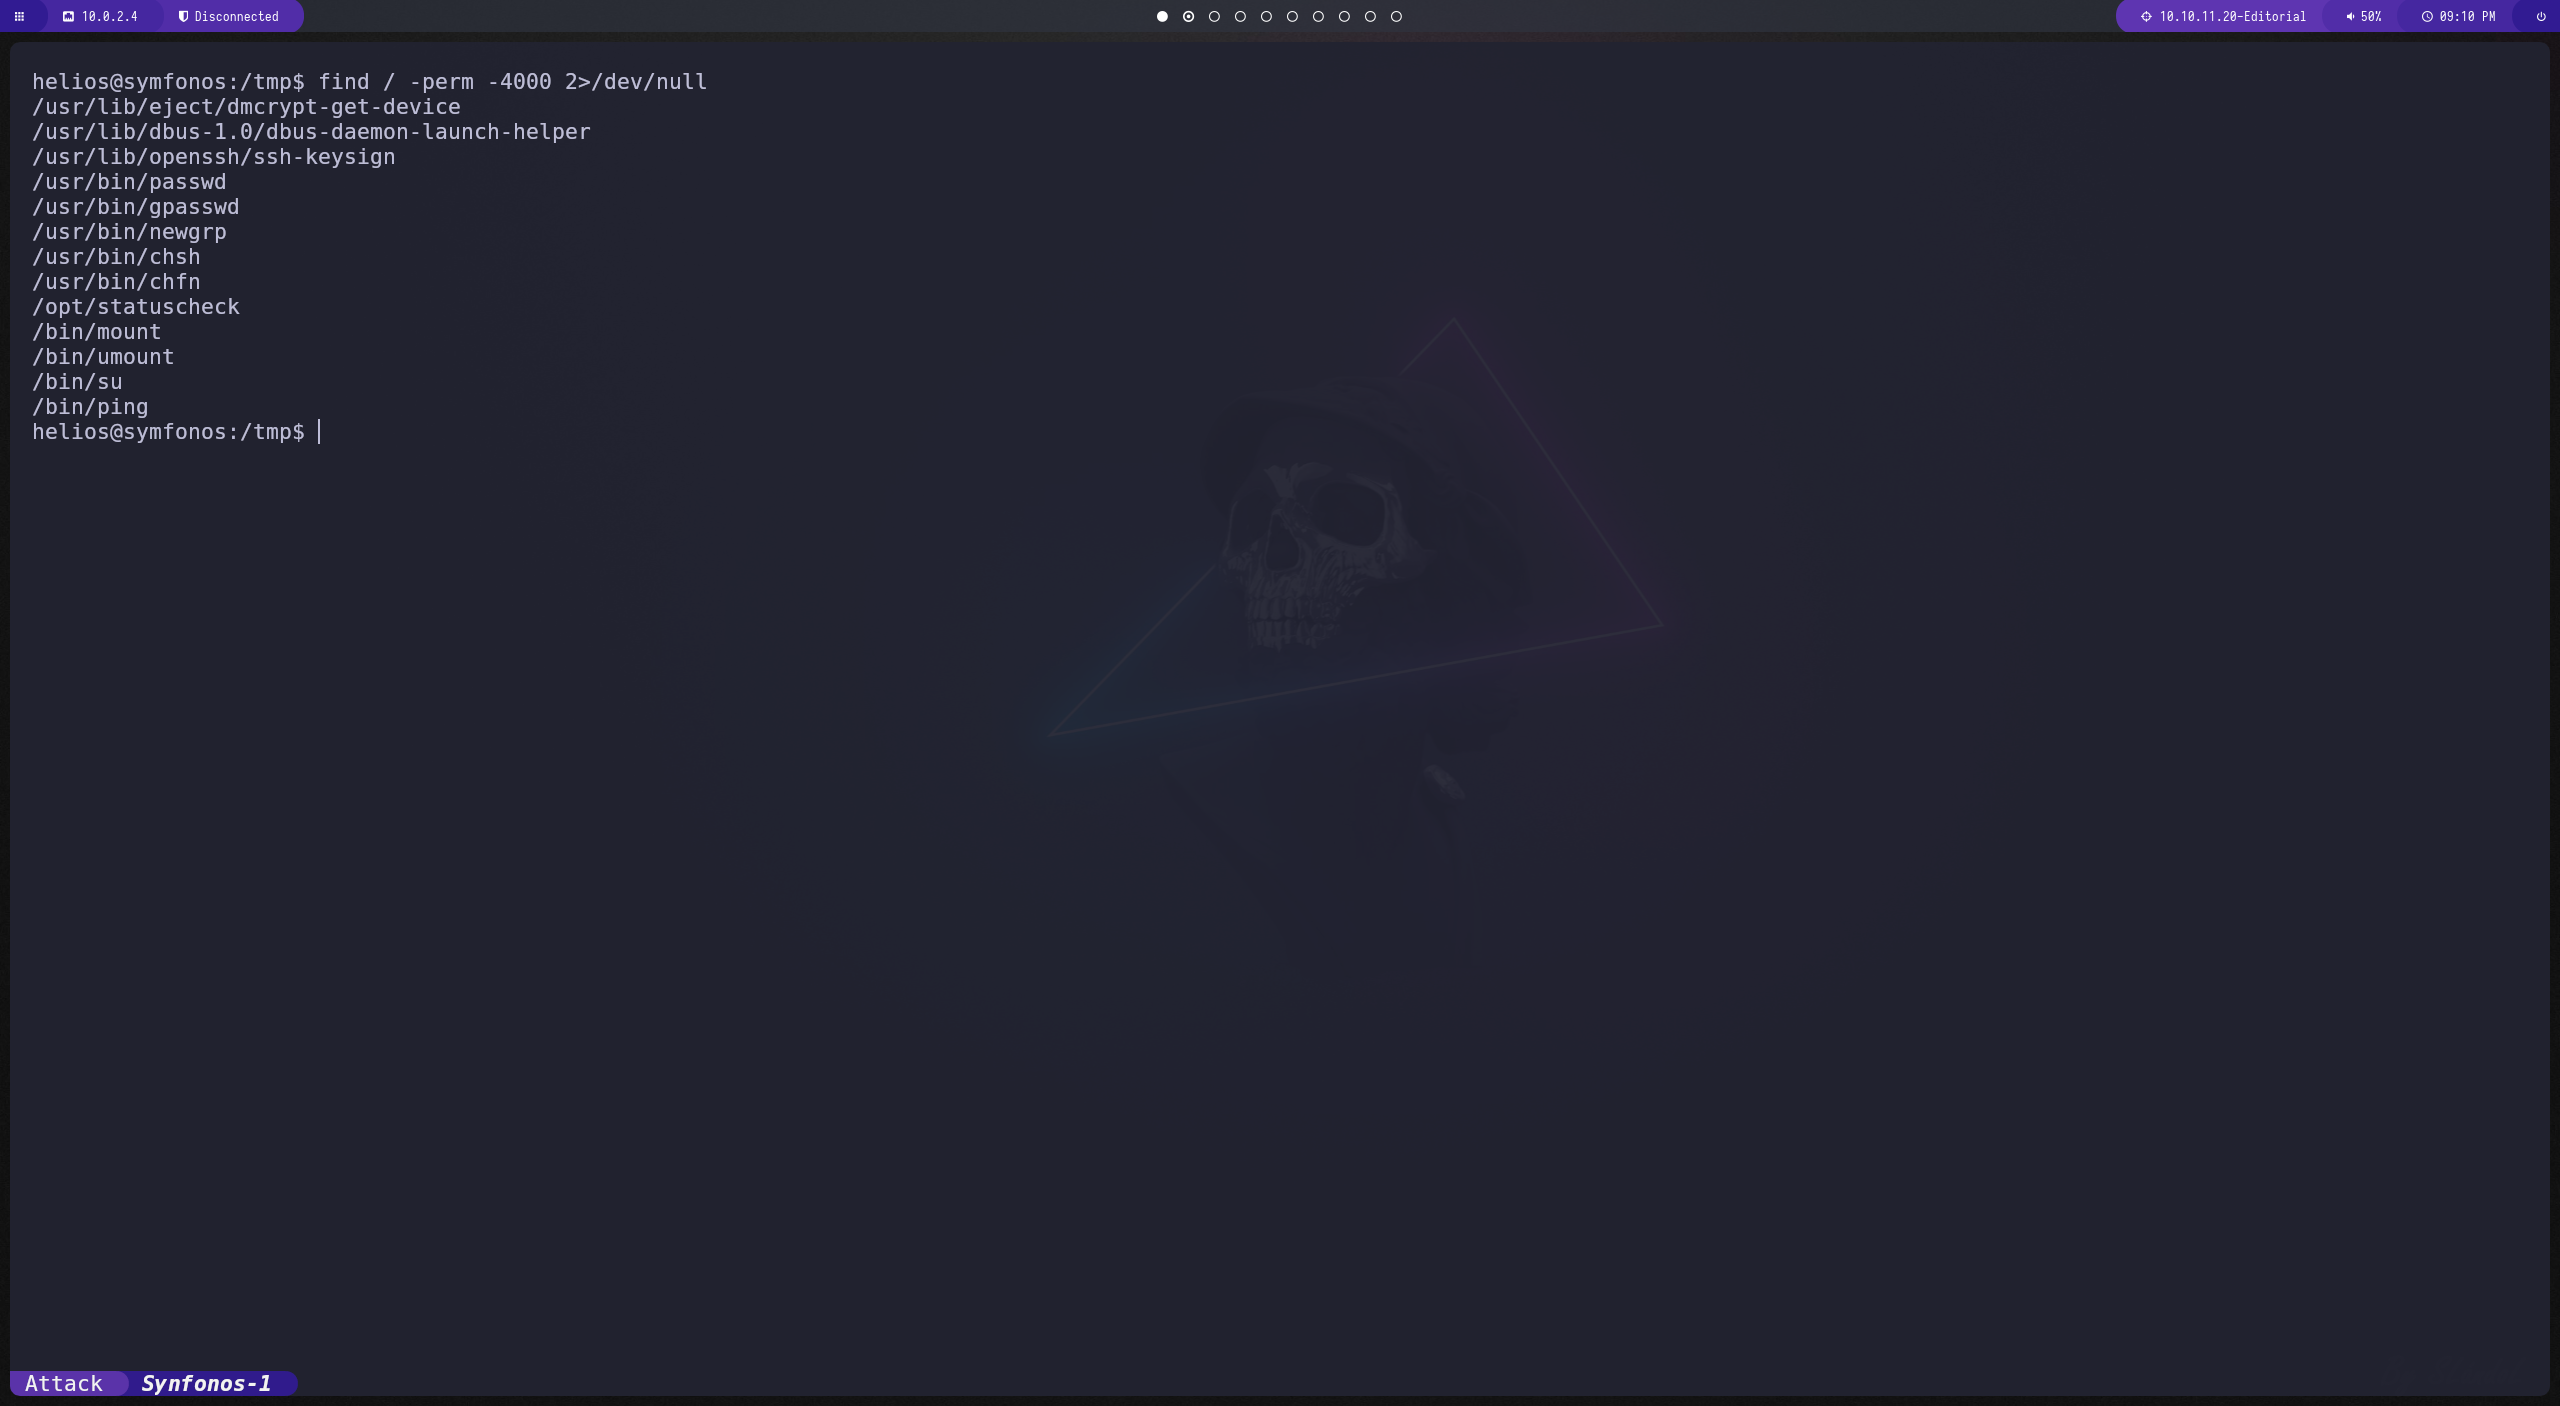 10.0.2.4 Disconnected 10.10.11.20-Editorial 50% 09:10 PM
helios@symfonos:/tmp$ find / -perm -4000 2>/dev/null
/usr/lib/eject/dmcrypt-get-device
/usr/lib/dbus-1.0/dbus-daemon-launch-helper
/usr/lib/openssh/ssh-keysign
/usr/bin/passwd
/usr/bin/gpasswd
/usr/bin/newgrp
/usr/bin/chsh
/usr/bin/chfn
/opt/statuscheck
/bin/mount
/bin/umount
/bin/su
/bin/ping
helios@symfonos:/tmp$
Attack Synfonos-1